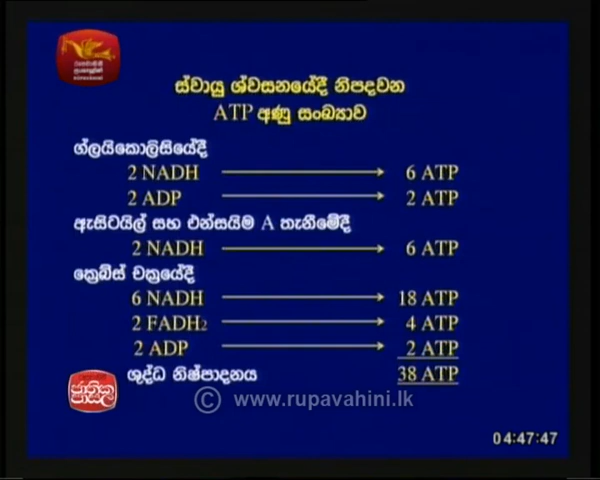 ස්වායු ශ්වසනයේදී නිපදවන
ATP අණු සංඛ්‍යාව
ග්ලයිකොලිසියේදී
2 NADH → 6 ATP
2 ADP → 2 ATP
ඇසිටයිල් සහ එන්සයිම A තැනීමේදී
2 NADH → 6 ATP
ක්‍රෙබ්ස් චක්‍රයේදී
6 NADH → 18 ATP
2 FADH₂ → 4 ATP
2 ADP → 2 ATP
ශුද්ධ නිෂ්පාදනය 38 ATP
ජාතික
පාසල
© www.rupavahini.lk
04:47:47